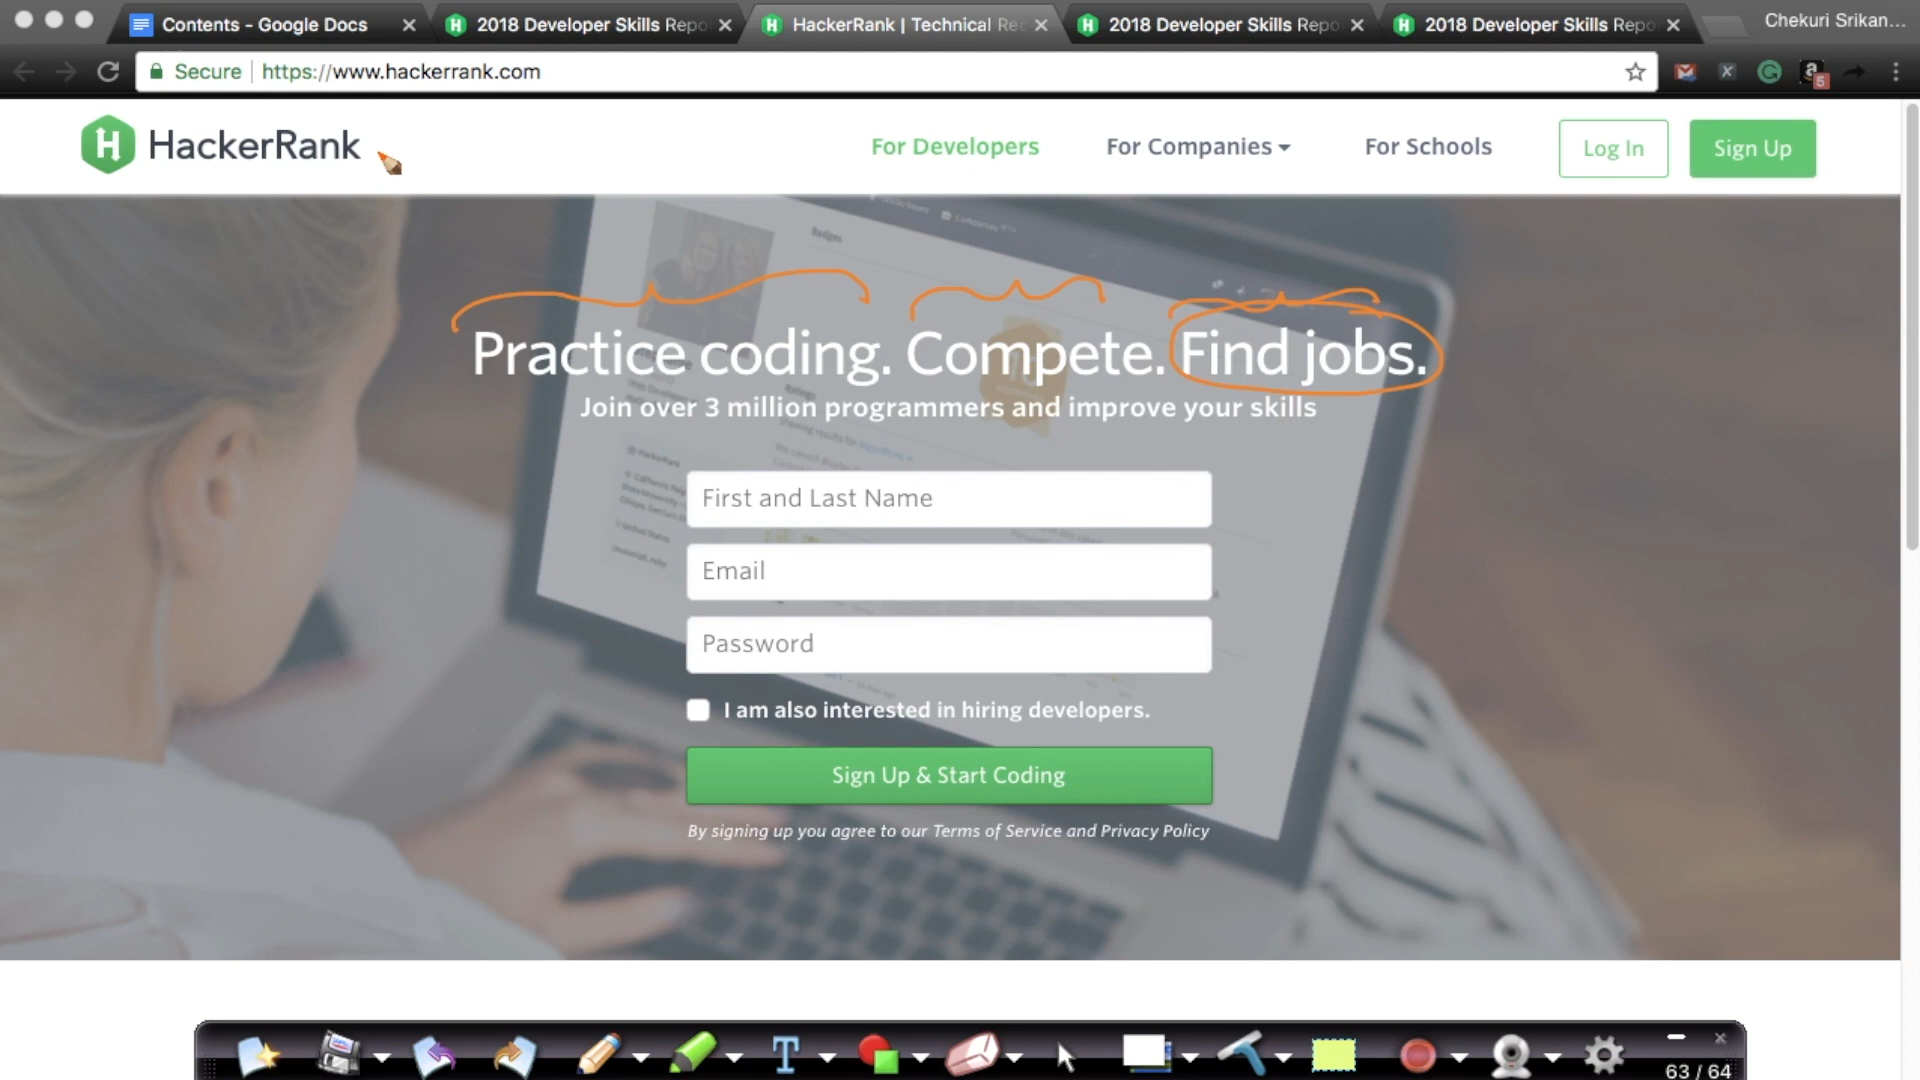 Contents - Google Docs
2018 Developer Skills Repo
HackerRank | Technical Re
2018 Developer Skills Repo
2018 Developer Skills Repo
Chekuri Srikan...
Secure https://www.hackerrank.com
5
HackerRank
For Developers
For Companies
For Schools
Log In
Sign Up
Badges
Practice coding. Compete. Find jobs.
Join over 3 million programmers and improve your skills
First and Last Name
Email
Password
I am also interested in hiring developers.
Sign Up & Start Coding
By signing up you agree to our Terms of Service and Privacy Policy
63 / 64